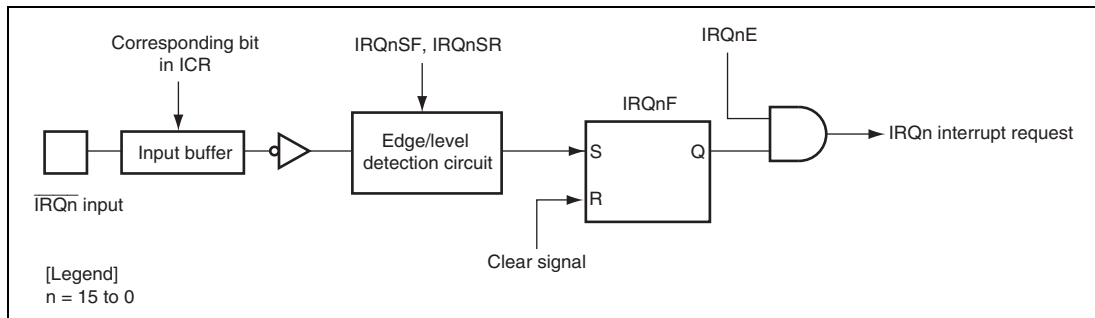 Corresponding bit
in ICR
IRQnSF, IRQnSR
IRQnE
IRQnF
Input buffer
Edge/level
detection circuit
S
Q
R
IRQn interrupt request
I̅R̅Q̅n̅ input
Clear signal
[Legend]
n = 15 to 0